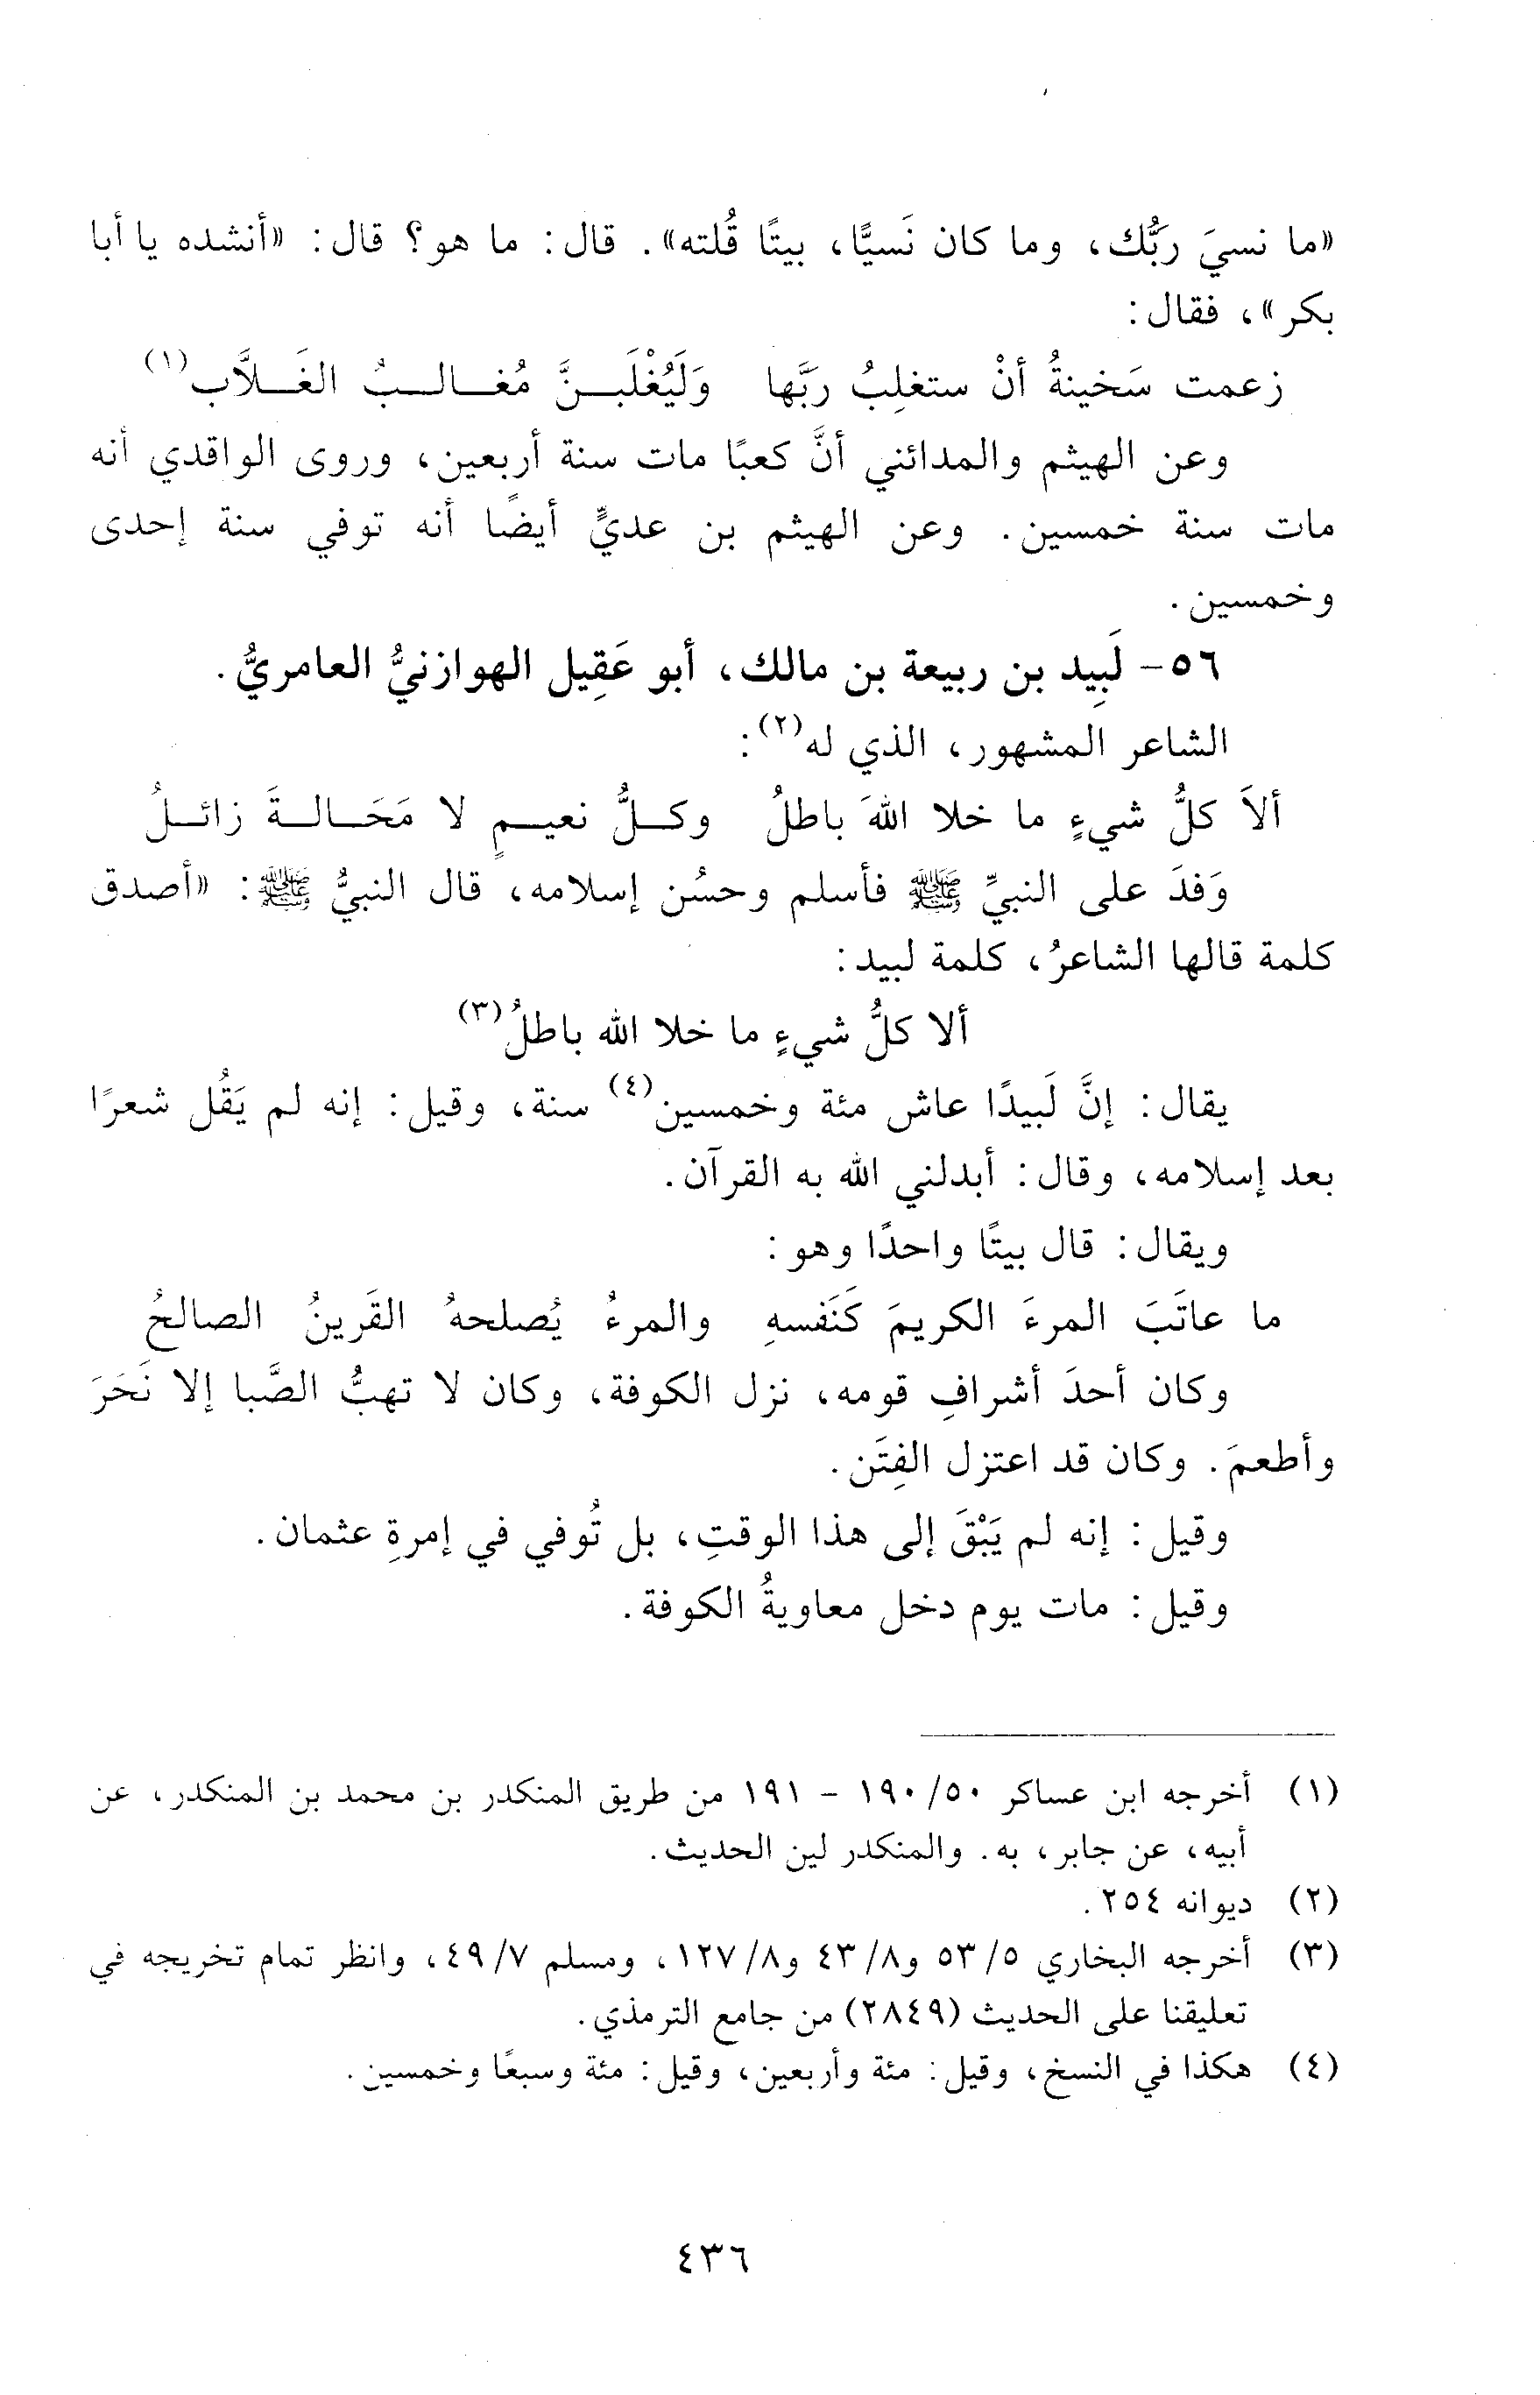 «ما نسيَ ربُّك، وما كان نَسيًّا، بيتًا قُلته». قال: ما هو؟ قال: «أنشده يا أبا
بكر»، فقال:
زعمت سَخينةُ أنْ ستغلِبُ ربَّها وَلَيُغْلَبـنَّ مُغـالـبُ الغَـلاَّب(١)
وعن الهيثم والمدائني أنَّ كعبًا مات سنة أربعين، وروى الواقدي أنه
مات سنة خمسين. وعن الهيثم بن عديٍّ أيضًا أنه توفي سنة إحدى
وخمسين.
٥٦- لَبِيد بن ربيعة بن مالك، أبو عَقِيل الهوازنيُّ العامريُّ.
الشاعر المشهور، الذي له(٢):
ألاَ كلُّ شيءٍ ما خلا اللهَ باطلُ وكـلُّ نعيـمٍ لا مَحَـالـةَ زائـلُ
وَفدَ على النبيِّ ﷺ فأسلم وحسُن إسلامه، قال النبيُّ ﷺ: «أصدق
كلمة قالها الشاعرُ، كلمة لبيد:
ألا كلُّ شيءٍ ما خلا الله باطلُ(٣)
يقال: إنَّ لَبيدًا عاش مئة وخمسين(٤) سنة، وقيل: إنه لم يَقُل شعرًا
بعد إسلامه، وقال: أبدلني الله به القرآن.
ويقال: قال بيتًا واحدًا وهو:
ما عاتَبَ المرءَ الكريمَ كَنَفسهِ والمرءُ يُصلحهُ القَرينُ الصالحُ
وكان أحدَ أشرافِ قومه، نزل الكوفة، وكان لا تهبُّ الصَّبا إلا نَحَرَ
وأطعمَ. وكان قد اعتزل الفِتَن.
وقيل: إنه لم يَبْقَ إلى هذا الوقتِ، بل تُوفي في إمرةِ عثمان.
وقيل: مات يوم دخل معاويةُ الكوفة.
(١) أخرجه ابن عساكر ٥٠/ ١٩٠ - ١٩١ من طريق المنكدر بن محمد بن المنكدر، عن
أبيه، عن جابر، به. والمنكدر لين الحديث.
(٢) ديوانه ٢٥٤.
(٣) أخرجه البخاري ٥/ ٥٣ و٨/ ٤٣ و٨/ ١٢٧، ومسلم ٧/ ٤٩، وانظر تمام تخريجه في
تعليقنا على الحديث (٢٨٤٩) من جامع الترمذي.
(٤) هكذا في النسخ، وقيل: مئة وأربعين، وقيل: مئة وسبعًا وخمسين.
٤٣٦